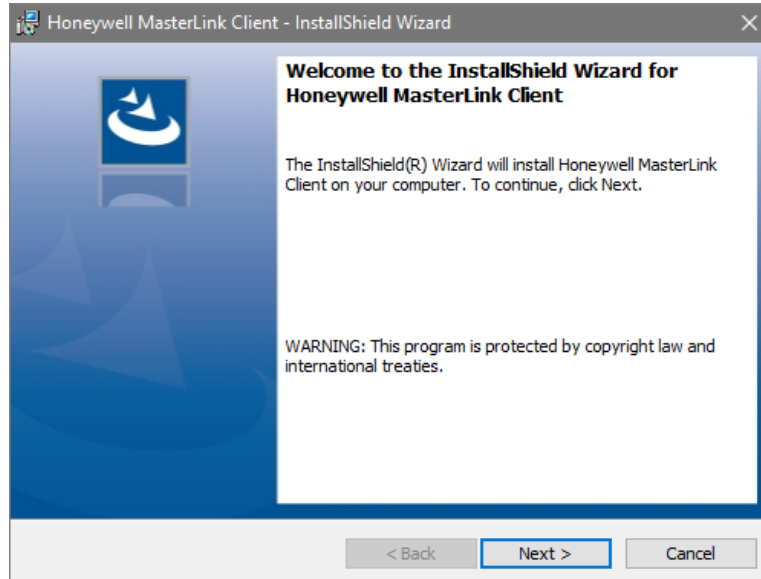 Honeywell MasterLink Client - InstallShield Wizard
Welcome to the InstallShield Wizard for
Honeywell MasterLink Client
The InstallShield(R) Wizard will install Honeywell MasterLink
Client on your computer. To continue, click Next.
WARNING: This program is protected by copyright law and
international treaties.
< Back
Next >
Cancel